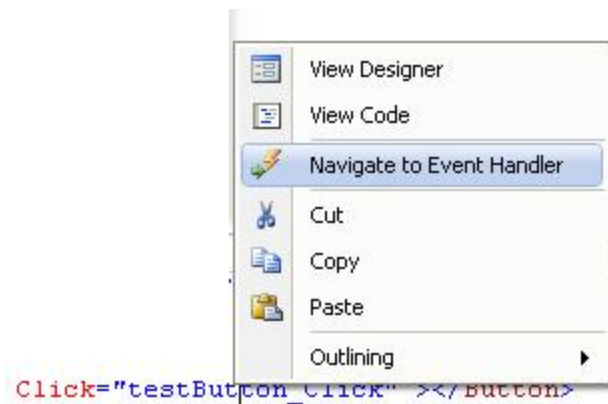 View Designer
View Code
Navigate to Event Handler
Cut
Copy
Paste
Outlining
Click="testButton_Click" ></Button>